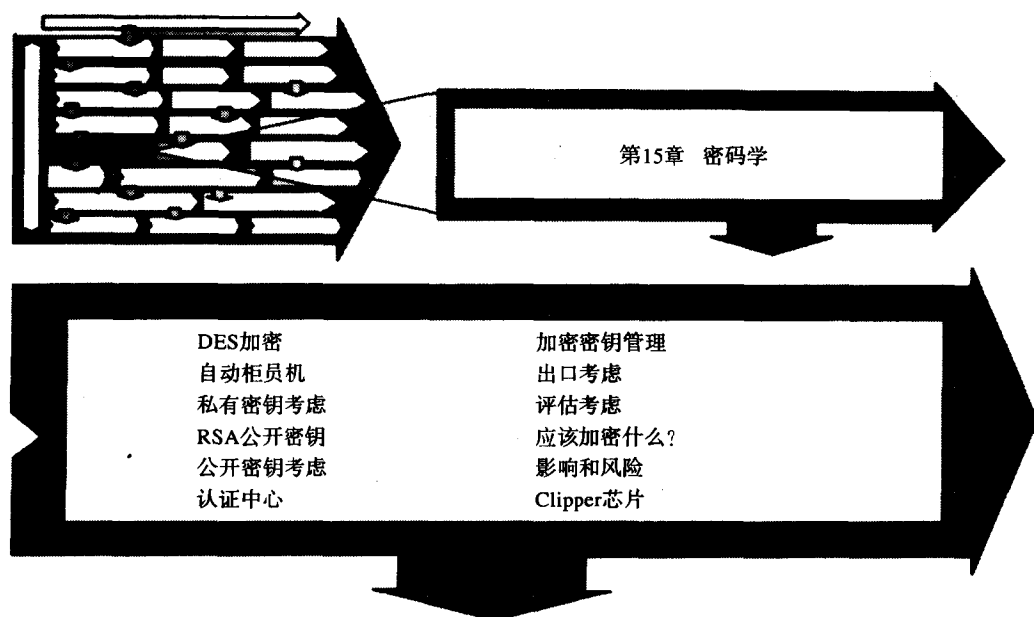 第15章 密码学
DES加密
自动柜员机
私有密钥考虑
RSA公开密钥
公开密钥考虑
认证中心
加密密钥管理
出口考虑
评估考虑
应该加密什么?
影响和风险
Clipper芯片